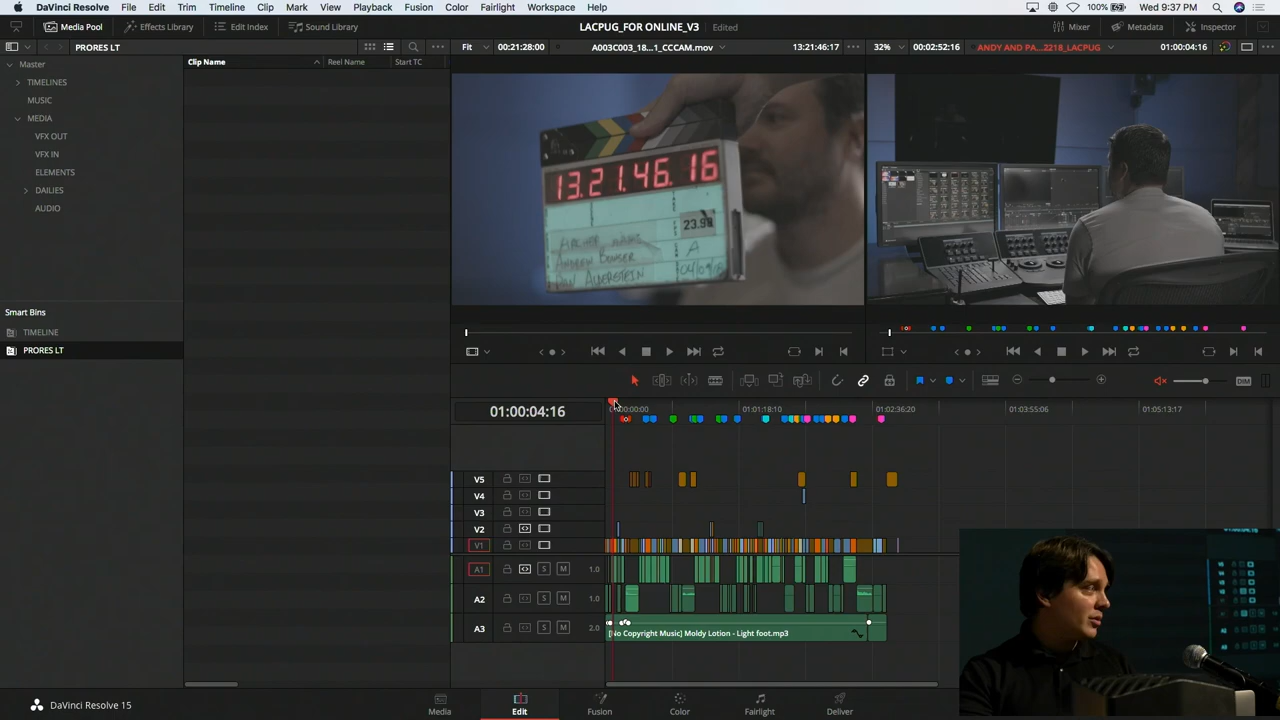 DaVinci Resolve File Edit Trim Timeline Clip Mark View Playback Fusion Color Fairlight Workspace Help 100% Wed 9:37 PM
Media Pool Effects Library Edit Index Sound Library LACPUG_FOR ONLINE_V3 Edited Mixer Metadata Inspector
PRORES LT Fit 00:21:28:00 A003C003_18...1_CCCAM.mov 13:21:46:17 32% 00:02:52:16 ANDY AND PA...2218_LACPUG 01:00:04:16
Master Clip Name Reel Name Start TC
TIMELINES
MUSIC
MEDIA
VFX OUT
VFX IN
ELEMENTS
DAILIES
AUDIO
13.21.46.16
23.98
A
Smart Bins
TIMELINE
PRORES LT
DIM
01:00:04:16 01:01:18:10 01:02:36:20 01:03:55:06 01:05:13:17
V5
V4
V3
V2
V1
A1 S M 1.0
A2 S M 1.0
A3 S M 2.0 [No Copyright Music] Moldy Lotion - Light foot.mp3
DaVinci Resolve 15 Media Edit Fusion Color Fairlight Deliver